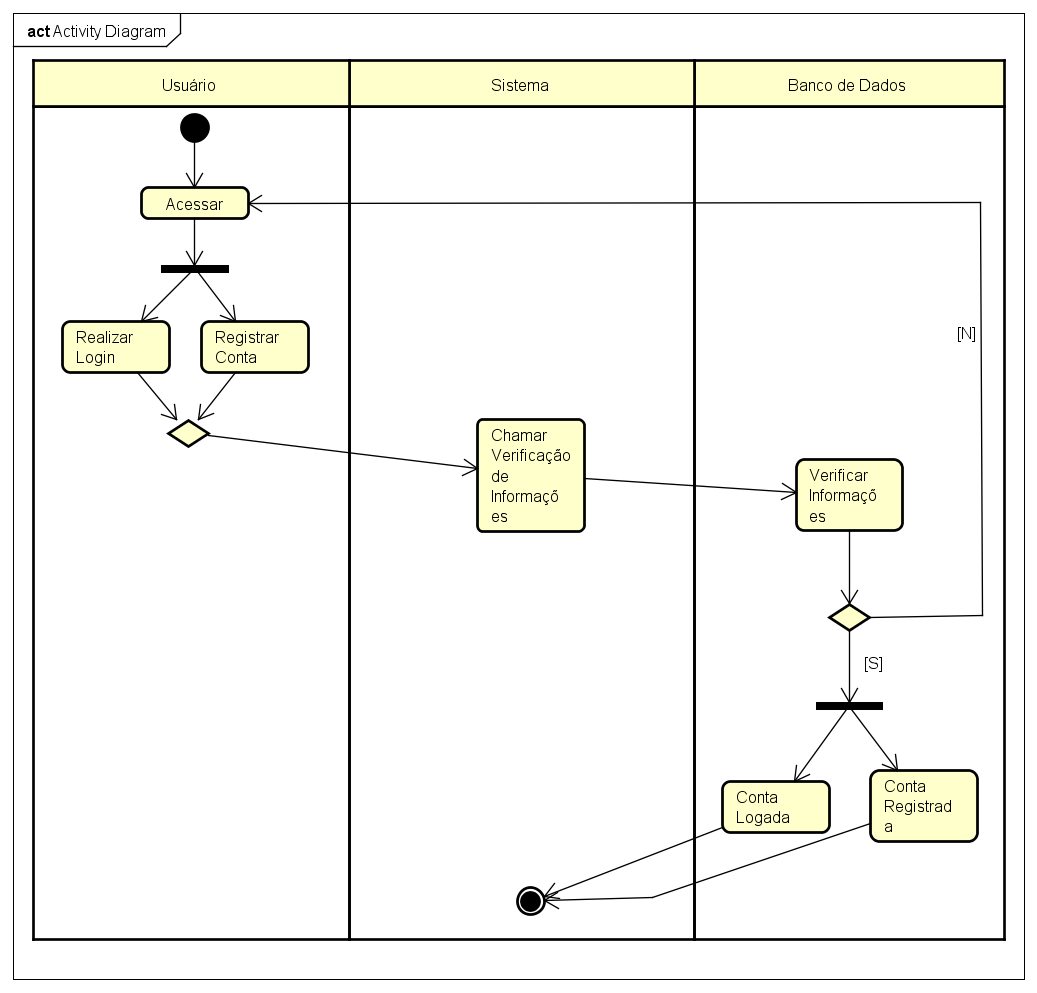 act Activity Diagram
Usuário
Sistema
Banco de Dados
Acessar
[N]
Realizar
Login
Registrar
Conta
Chamar
Verificação
de
Informaçõ
es
Verificar
Informaçõ
es
[S]
Conta
Logada
Conta
Registrad
a